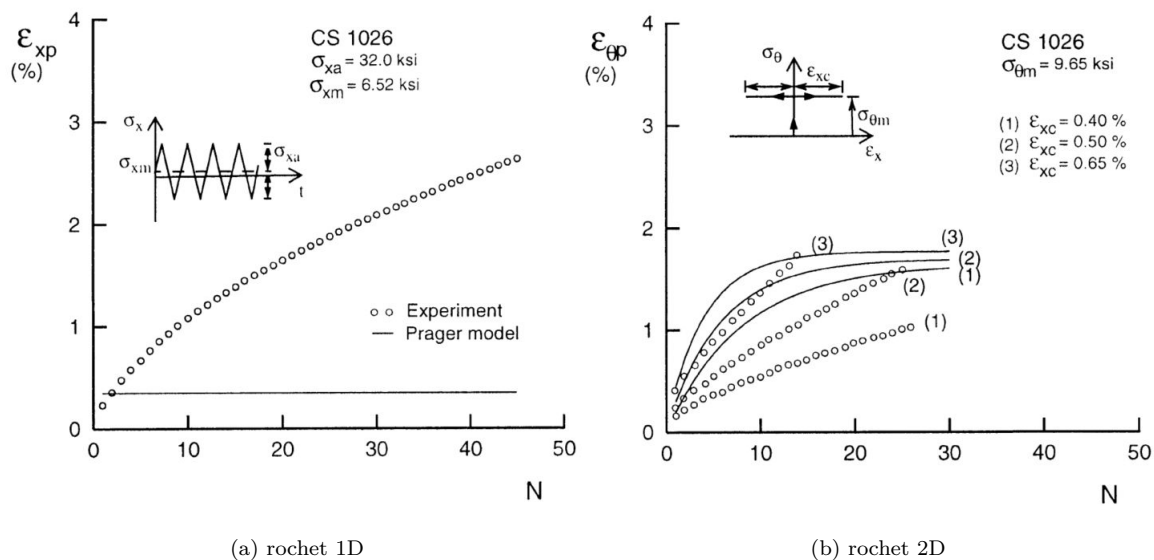 4
ε_xp
(%)
3
2
1
0
0 10 20 30 40 50
N
CS 1026
σ_xa = 32.0 ksi
σ_xm = 6.52 ksi
σ_x
σ_xm
σ_xa
t
○ ○ Experiment
— Prager model
(a) rochet 1D
4
ε_θp
(%)
3
2
1
0
0 10 20 30 40 50
N
CS 1026
σ_θm = 9.65 ksi
(1) ε_xc = 0.40 %
(2) ε_xc = 0.50 %
(3) ε_xc = 0.65 %
σ_θ
ε_xc
σ_θm
ε_x
(3)
(3)
(2)
(1)
(2)
(1)
(b) rochet 2D